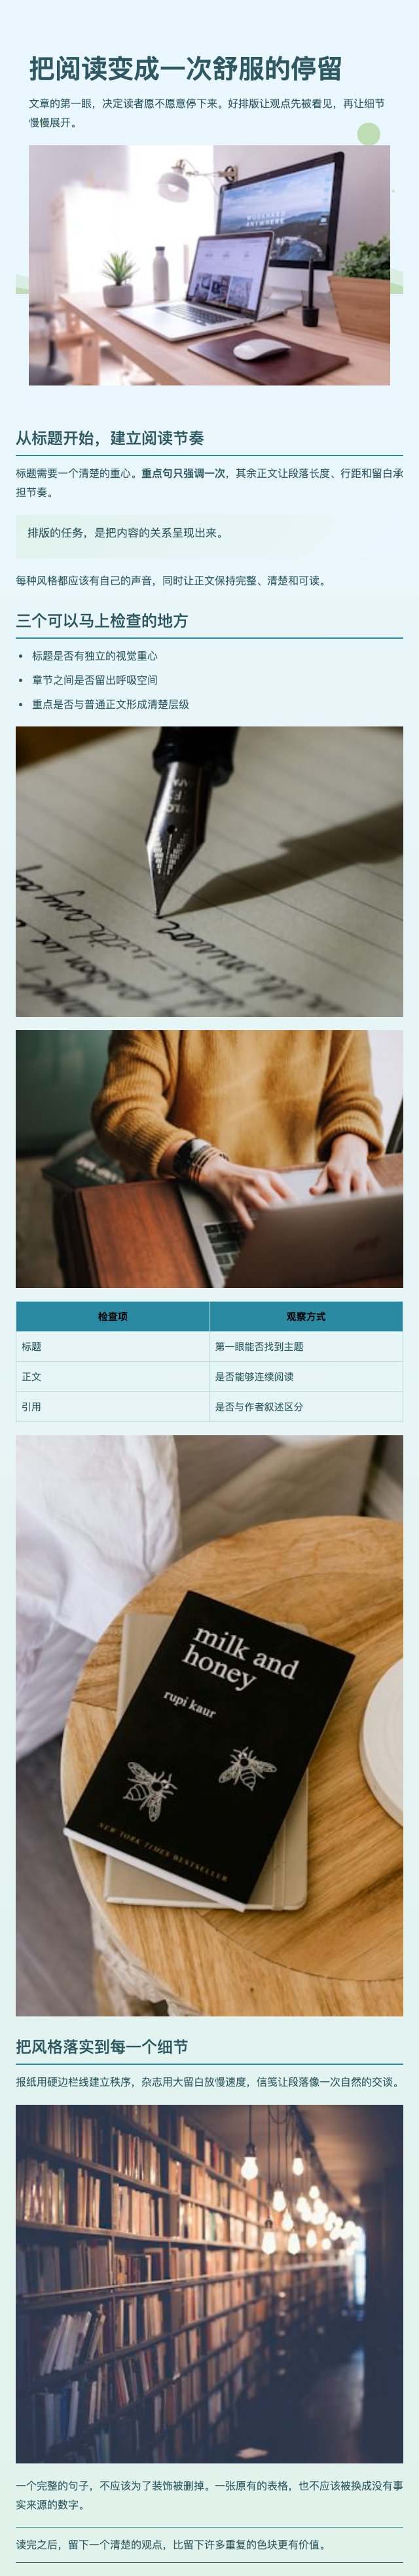 把阅读变成一次舒服的停留
文章的第一眼，决定读者愿不愿意停下来。好排版让观点先被看见，再让细节
慢慢展开。
WORKHARD
ANYWHERE
从标题开始，建立阅读节奏
标题需要一个清楚的重心。重点句只强调一次，其余正文让段落长度、行距和留白承
担节奏。
排版的任务，是把内容的关系呈现出来。
每种风格都应该有自己的声音，同时让正文保持完整、清楚和可读。
三个可以马上检查的地方
标题是否有独立的视觉重心
章节之间是否留出呼吸空间
重点是否与普通正文形成清楚层级
检查项 观察方式
标题 第一眼能否找到主题
正文 是否能够连续阅读
引用 是否与作者叙述区分
milk and
honey
rupi kaur
NEW YORK TIMES BESTSELLER
把风格落实到每一个细节
报纸用硬边栏线建立秩序，杂志用大留白放慢速度，信笺让段落像一次自然的交谈。
一个完整的句子，不应该为了装饰被删掉。一张原有的表格，也不应该被换成没有事
实来源的数字。
读完之后，留下一个清楚的观点，比留下许多重复的色块更有价值。